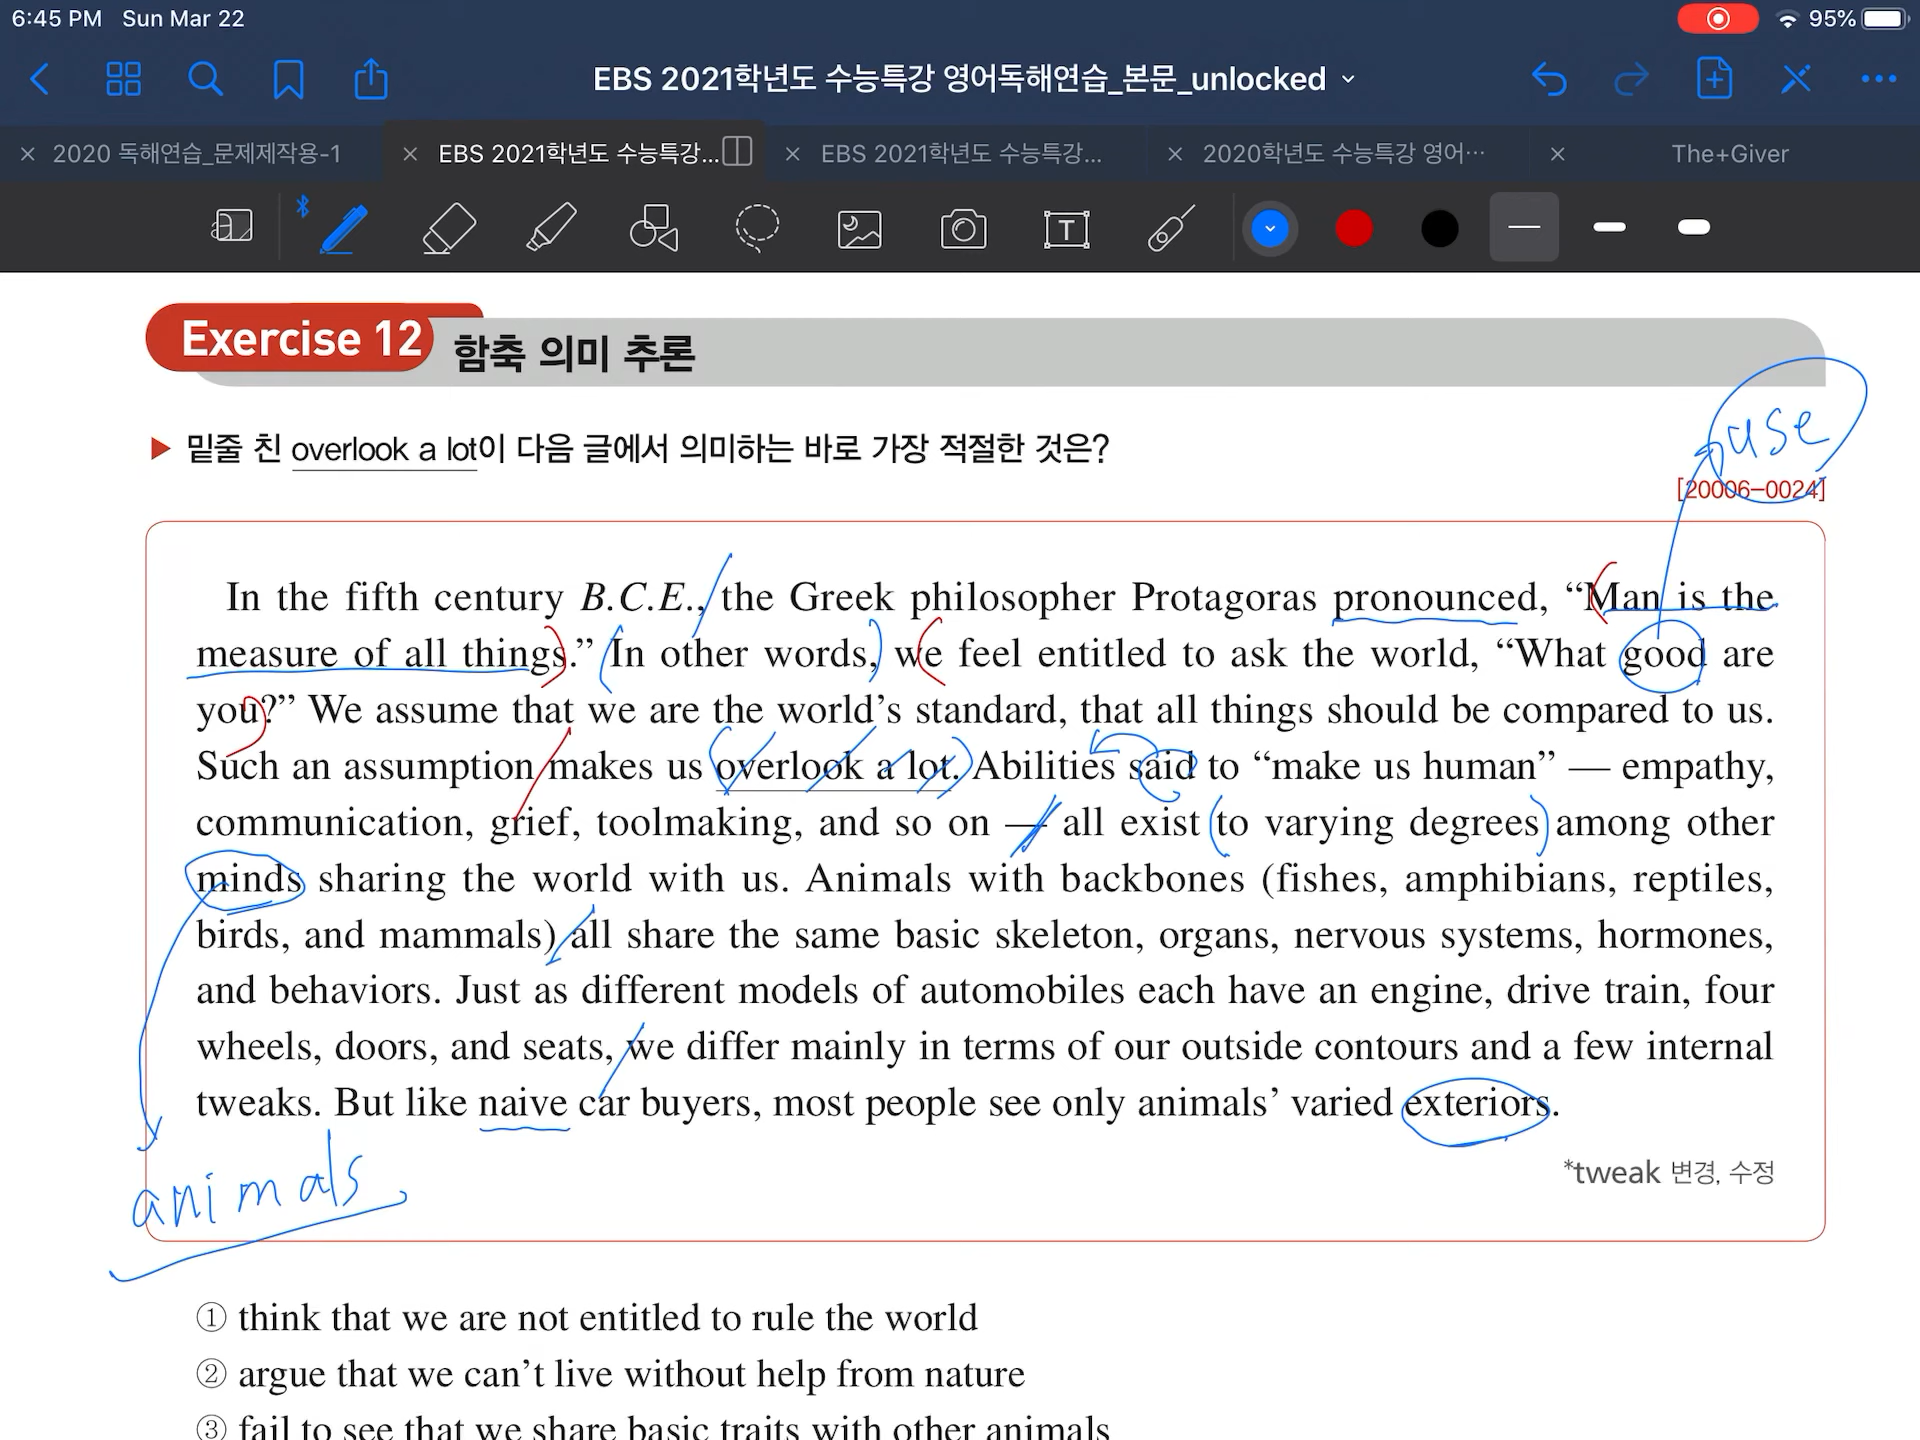 6:45 PM Sun Mar 22
95%
EBS 2021학년도 수능특강 영어독해연습_본문_unlocked
2020 독해연습_문제제작용-1
EBS 2021학년도 수능특강...
EBS 2021학년도 수능특강...
2020학년도 수능특강 영어...
The+Giver
Exercise 12 함축 의미 추론
use
▶ 밑줄 친 overlook a lot이 다음 글에서 의미하는 바로 가장 적절한 것은?
[20006-0024]
In the fifth century B.C.E., the Greek philosopher Protagoras pronounced, “Man is the
measure of all things.” In other words, we feel entitled to ask the world, “What good are
you?” We assume that we are the world’s standard, that all things should be compared to us.
Such an assumption makes us overlook a lot. Abilities said to “make us human” — empathy,
communication, grief, toolmaking, and so on — all exist to varying degrees among other
minds sharing the world with us. Animals with backbones (fishes, amphibians, reptiles,
birds, and mammals) all share the same basic skeleton, organs, nervous systems, hormones,
and behaviors. Just as different models of automobiles each have an engine, drive train, four
wheels, doors, and seats, we differ mainly in terms of our outside contours and a few internal
tweaks. But like naive car buyers, most people see only animals’ varied exteriors.
*tweak 변경, 수정
animals
① think that we are not entitled to rule the world
② argue that we can’t live without help from nature
③ fail to see that we share basic traits with other animals